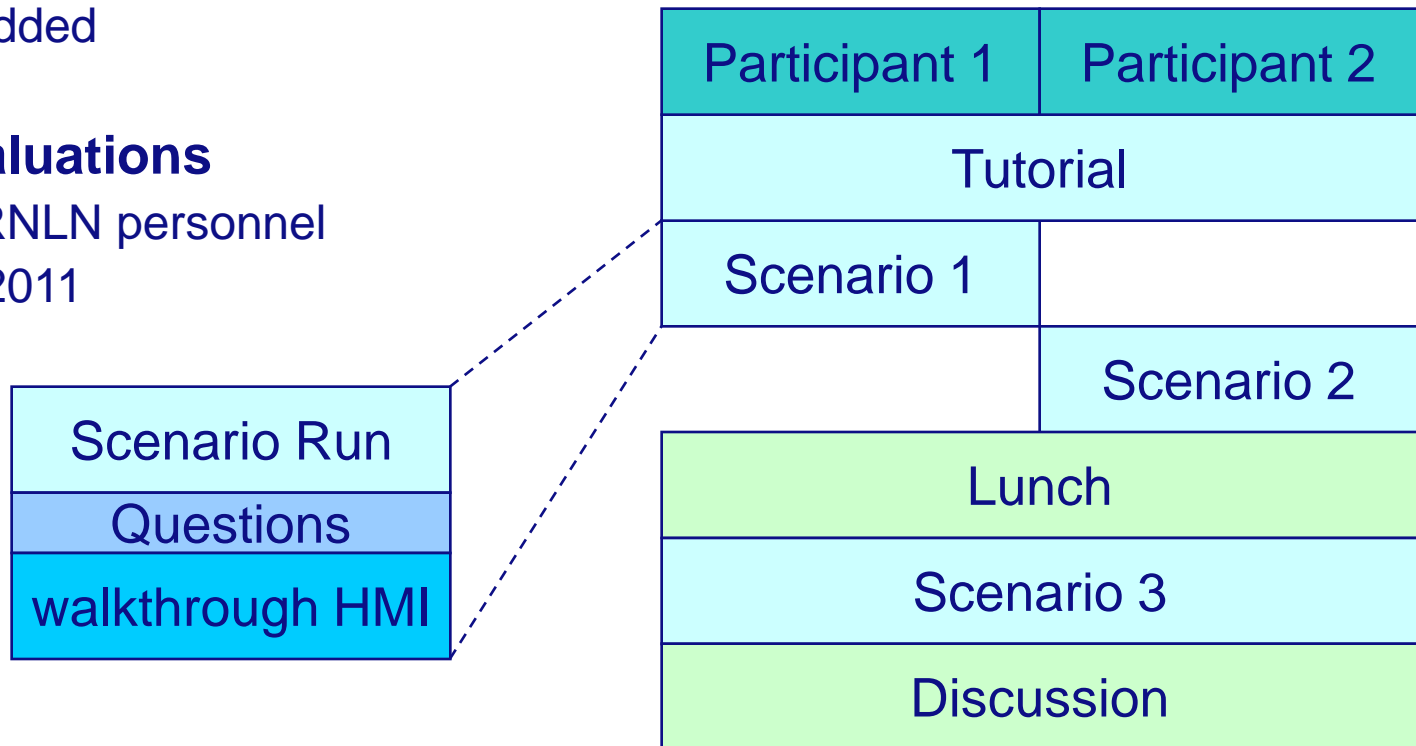 dded
aluations
RNLN personnel
2011
Scenario Run
Questions
walkthrough HMI
Participant 1 Participant 2
Tutorial
Scenario 1
Scenario 2
Lunch
Scenario 3
Discussion